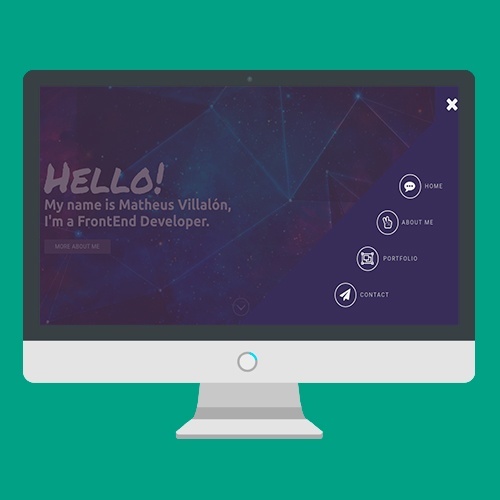 HELLO!
My name is Matheus Villalón,
I'm a FrontEnd Developer.
MORE ABOUT ME
HOME
ABOUT ME
PORTFOLIO
CONTACT